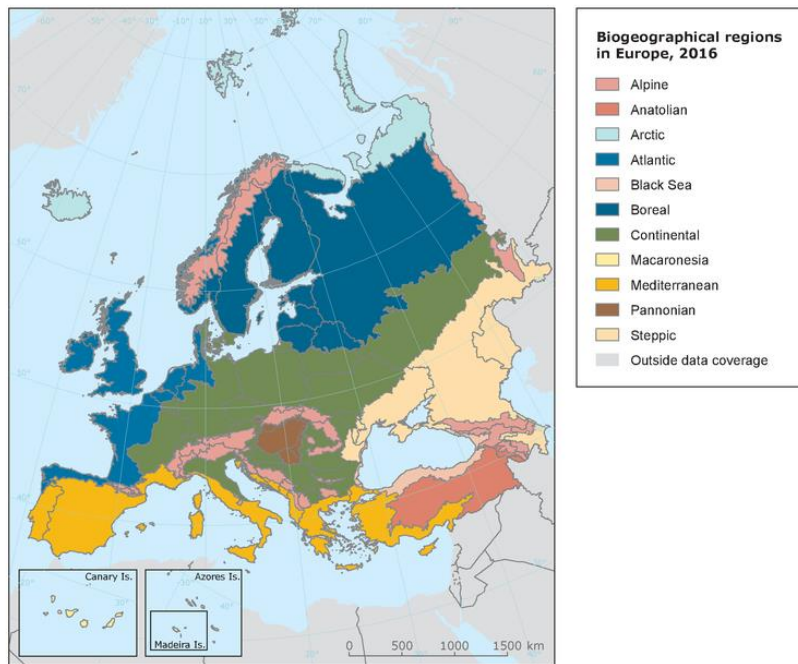 Biogeographical regions
in Europe, 2016
Alpine
Anatolian
Arctic
Atlantic
Black Sea
Boreal
Continental
Macaronesia
Mediterranean
Pannonian
Steppic
Outside data coverage
Canary Is.
Azores Is.
Madeira Is.
0 500 1000 1500 km